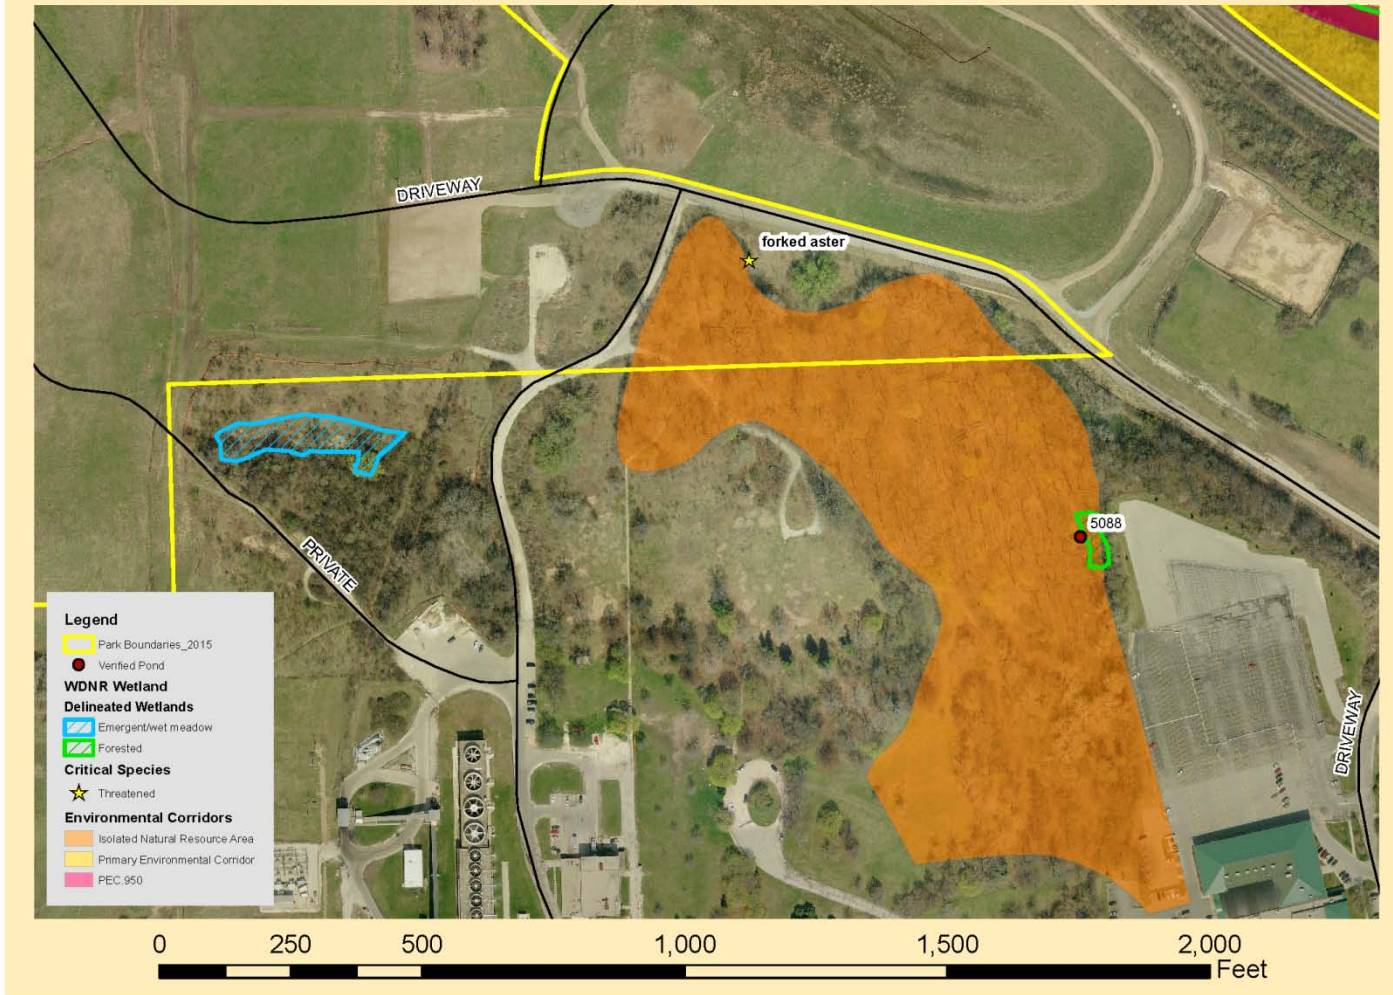 DRIVEWAY
forked aster
5088
PRIVATE
DRIVEWAY
Legend
Park Boundaries_2015
Verified Pond
WDNR Wetland
Delineated Wetlands
Emergent/wet meadow
Forested
Critical Species
Threatened
Environmental Corridors
Isolated Natural Resource Area
Primary Environmental Corridor
PEC.950
0 250 500 1,000 1,500 2,000
Feet